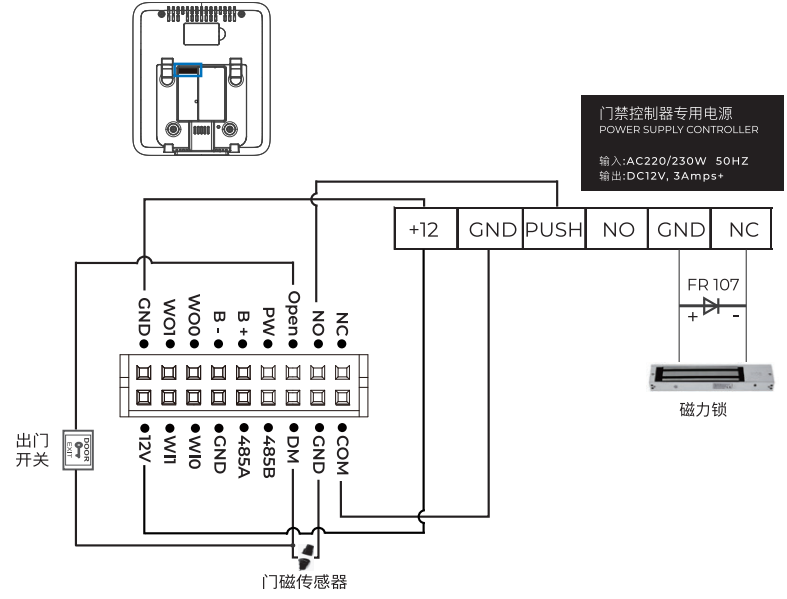 门禁控制器专用电源
POWER SUPPLY CONTROLLER
输入:AC220/230W 50HZ
输出:DC12V, 3Amps+
+12 GND PUSH NO GND NC
FR 107
+ -
磁力锁
GND WO1 WO0 B - B + PW Open NO NC
12V WI1 WI0 GND 485A 485B DM GND COM
出门
开关
DOOR
EXIT
门磁传感器